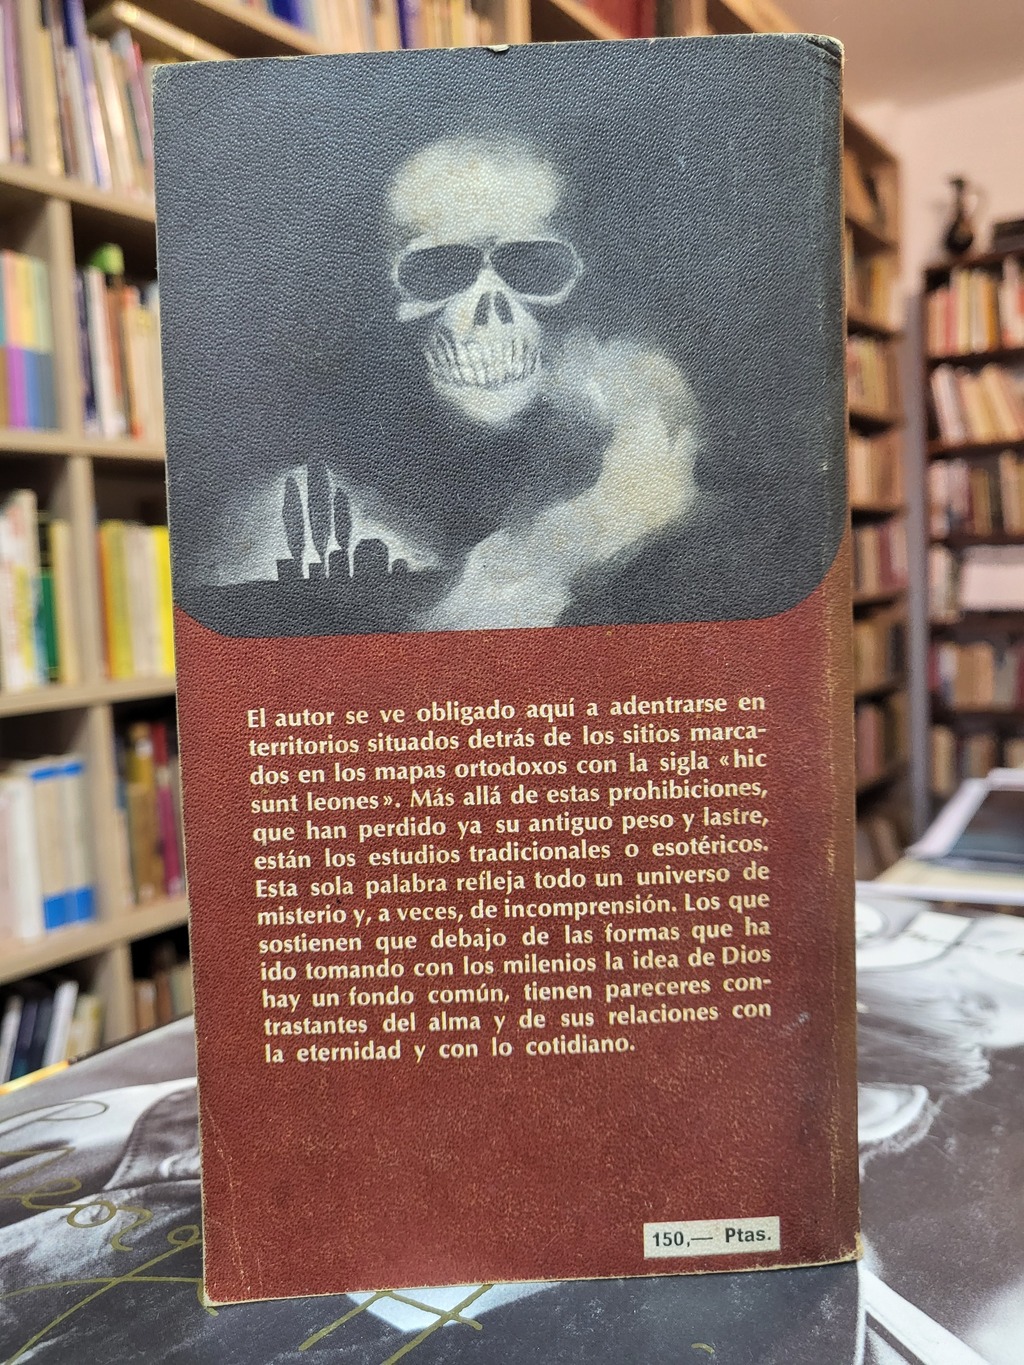 El autor se ve obligado aquí a adentrarse en
territorios situados detrás de los sitios marca-
dos en los mapas ortodoxos con la sigla «hic
sunt leones». Más allá de estas prohibiciones,
que han perdido ya su antiguo peso y lastre,
están los estudios tradicionales o esotéricos.
Esta sola palabra refleja todo un universo de
misterio y, a veces, de incomprensión. Los que
sostienen que debajo de las formas que ha
ido tomando con los milenios la idea de Dios
hay un fondo común, tienen pareceres con-
trastantes del alma y de sus relaciones con
la eternidad y con lo cotidiano.
150,— Ptas.